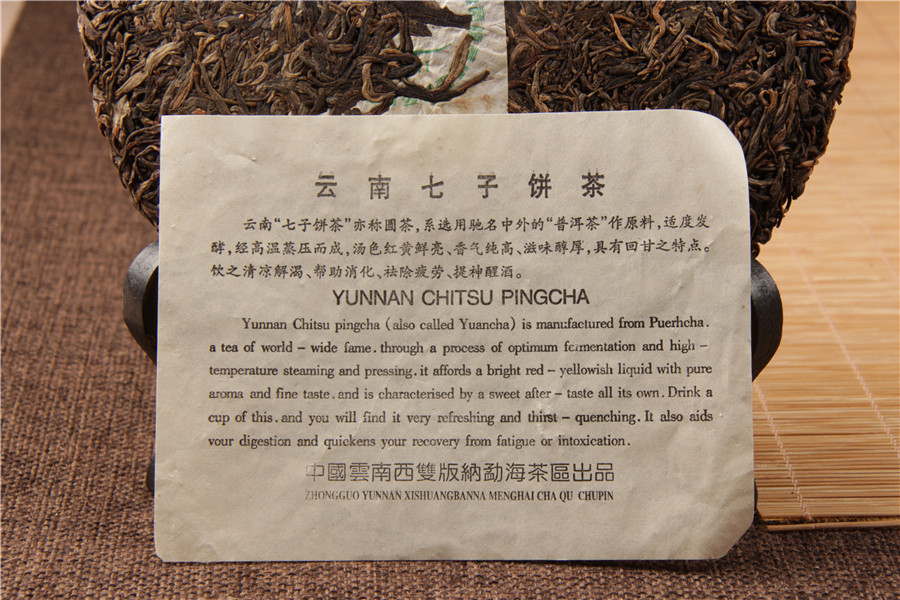 云南七子饼茶
云南“七子饼茶”亦称圆茶,系选用驰名中外的“普洱茶”作原料,适度发
酵,经高温蒸压而成,汤色红黄鲜亮、香气纯高、滋味醇厚,具有回甘之特点。
饮之清凉解渴、帮助消化、祛除疲劳、提神醒酒。
YUNNAN CHITSU PINGCHA
Yunnan Chitsu pingcha (also called Yuancha) is manufactured from Puerhcha.
a tea of world - wide fame. through a process of optimum fermentation and high -
temperature steaming and pressing. it affords a bright red - yellowish liquid with pure
aroma and fine taste. and is characterised by a sweet after - taste all its own. Drink a
cup of this. and you will find it very refreshing and thirst - quenching. It also aids
your digestion and quickens your recovery from fatigue or intoxication.
中國雲南西雙版納勐海茶區出品
ZHONGGUO YUNNAN XISHUANGBANNA MENGHAI CHA QU CHUPIN